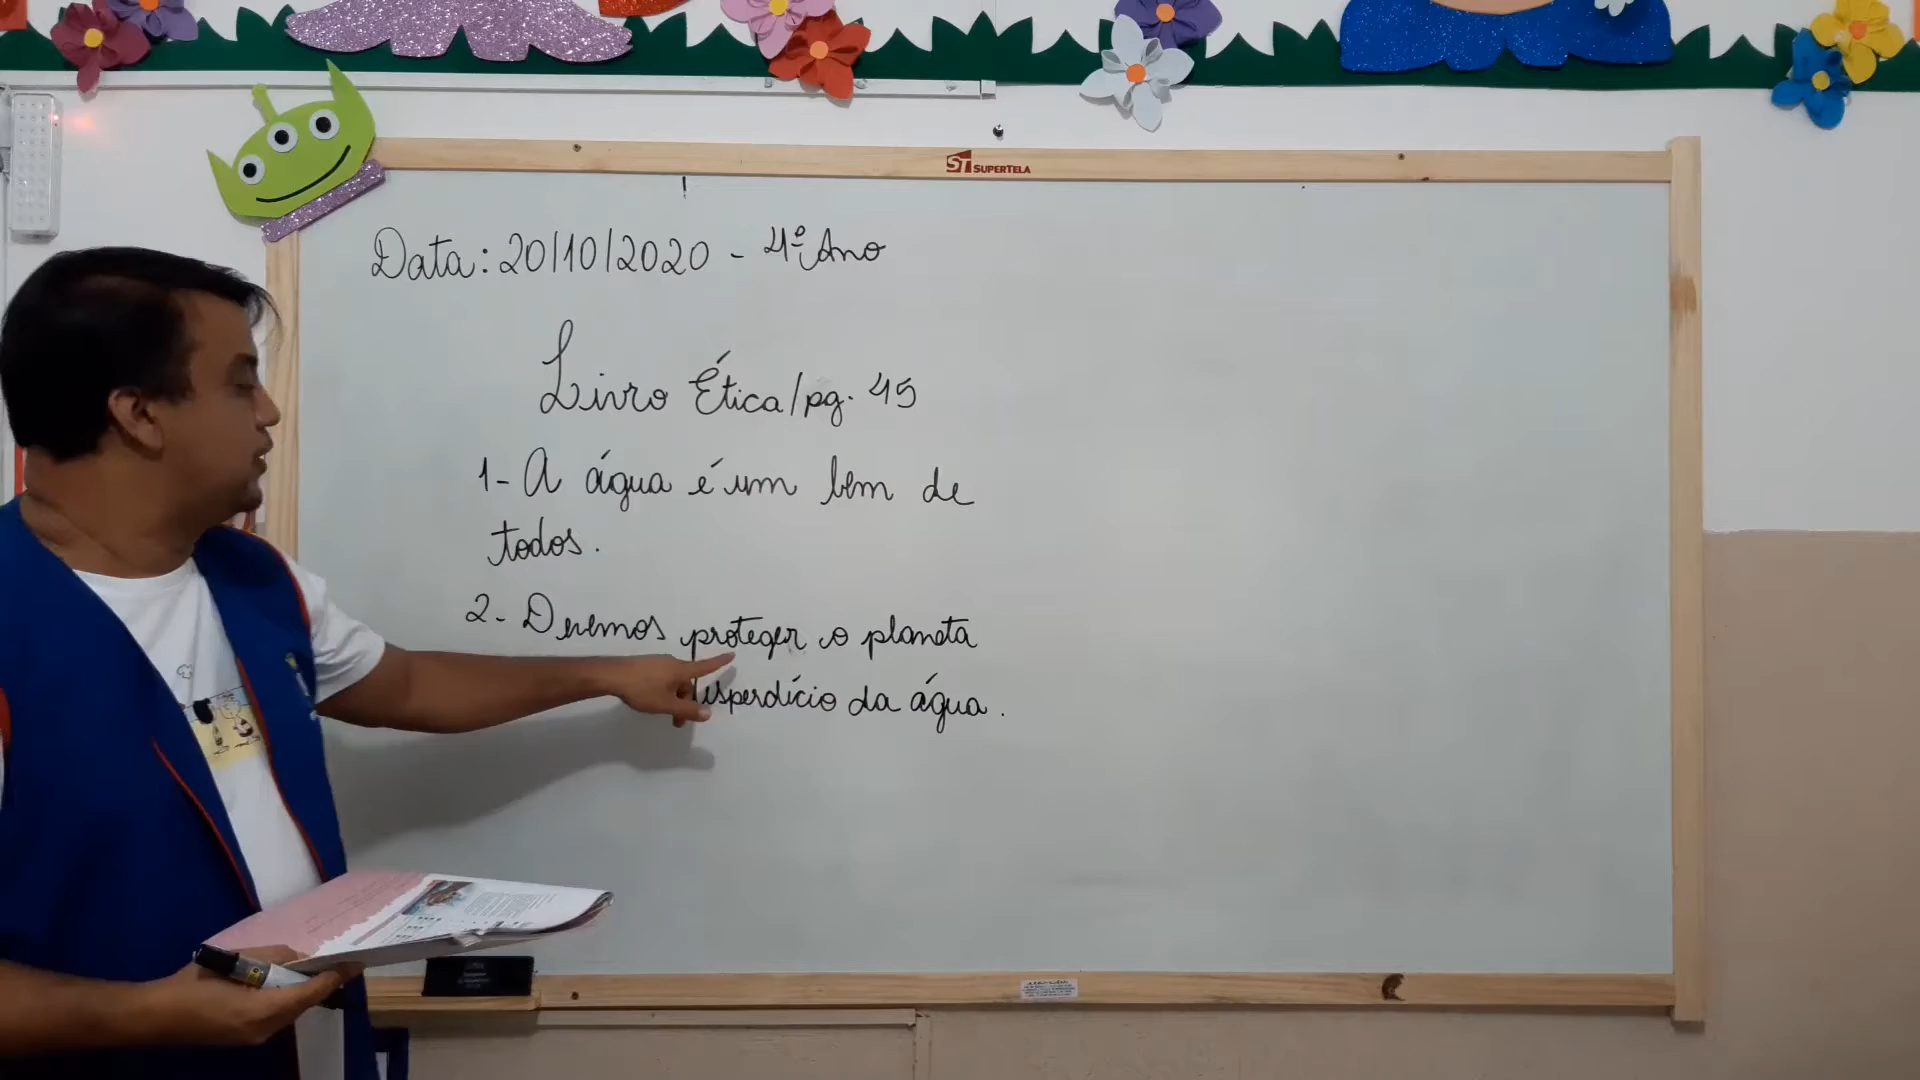 ST SUPERTELA
Data: 20/10/2020 - 4º Ano
Livro Ética/pg. 45
1- A água é um bem de
todos.
2- Devemos proteger o planeta
disperdício da água.